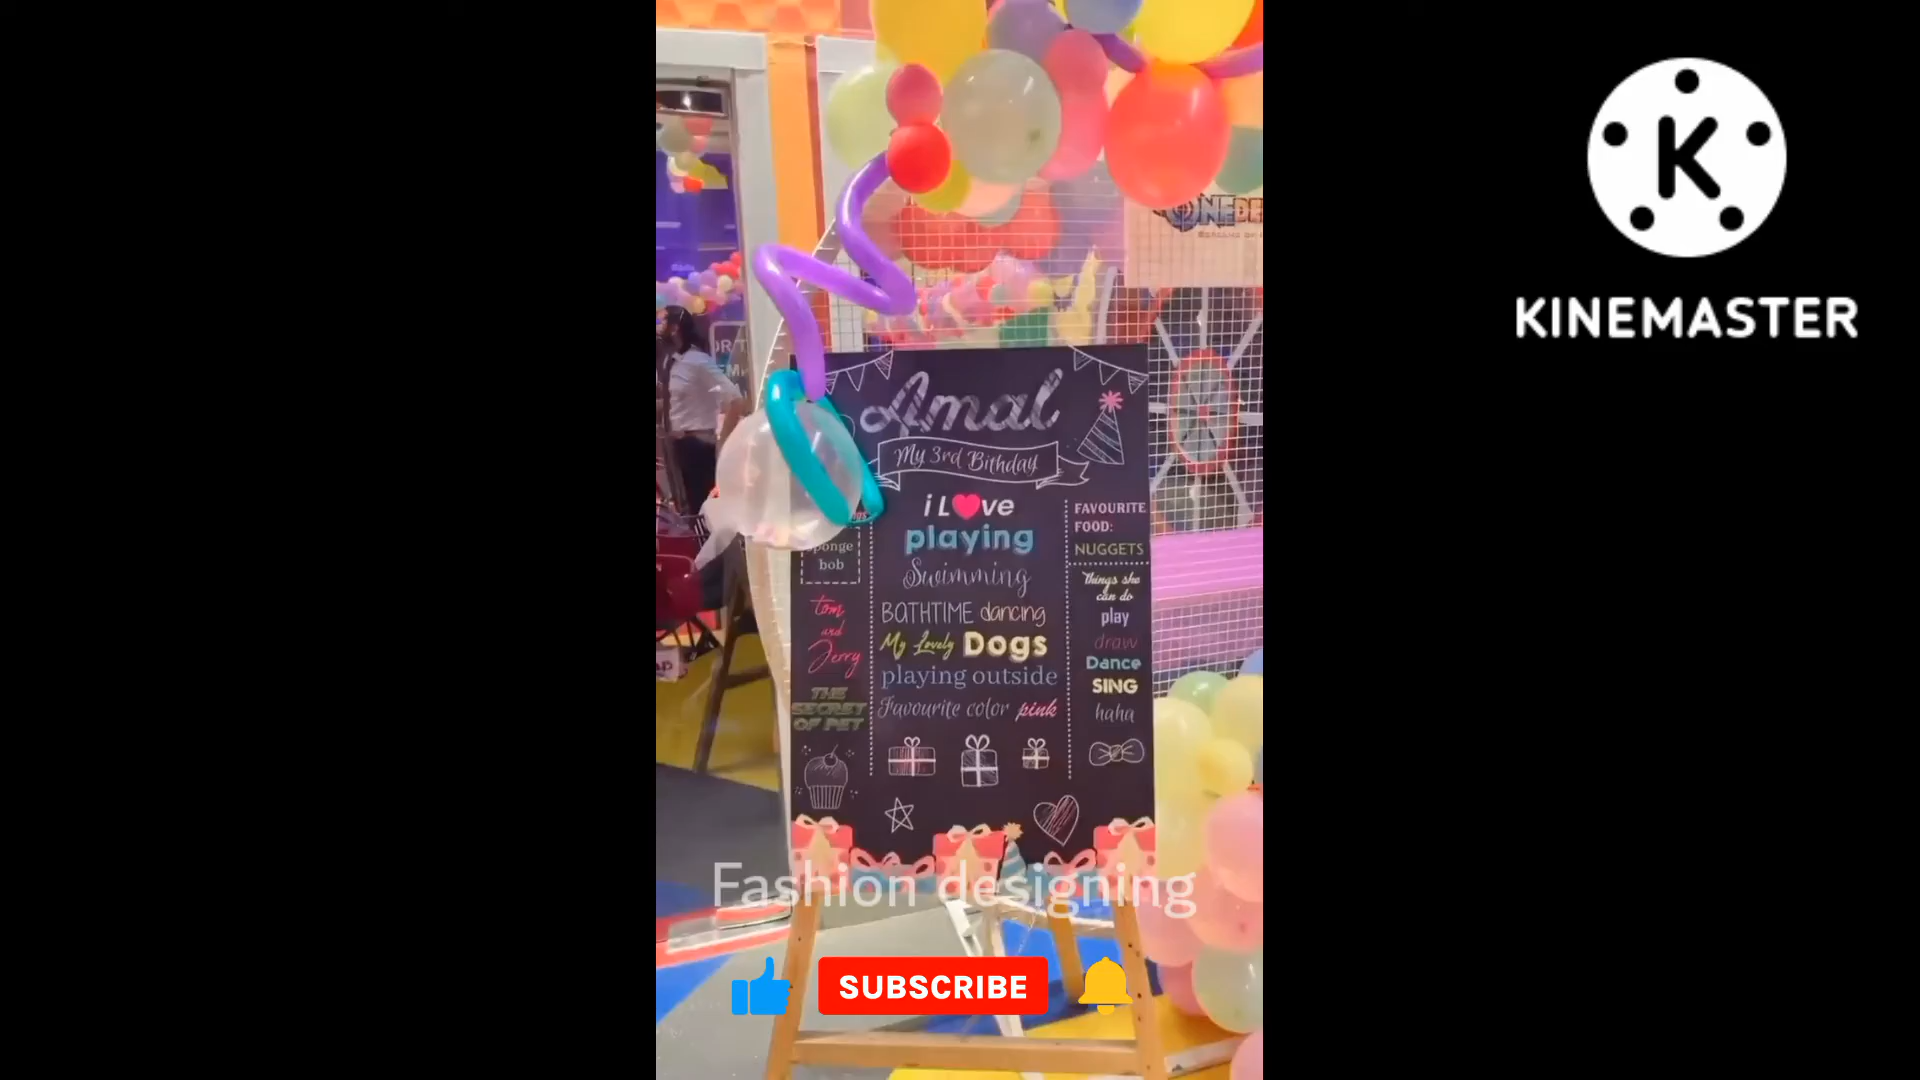 KINEMASTER
Amal
My 3rd Bithday
i L ve
playing
Swimming
BATHTIME dancing
My Lovely Dogs
playing outside
Favourite color pink
bob
tom
and
Jerry
THE
SECRET
OF PET
FAVOURITE
FOOD:
NUGGETS
Things she
can do
play
draw
Dance
SING
haha
Fashion designing
SUBSCRIBE